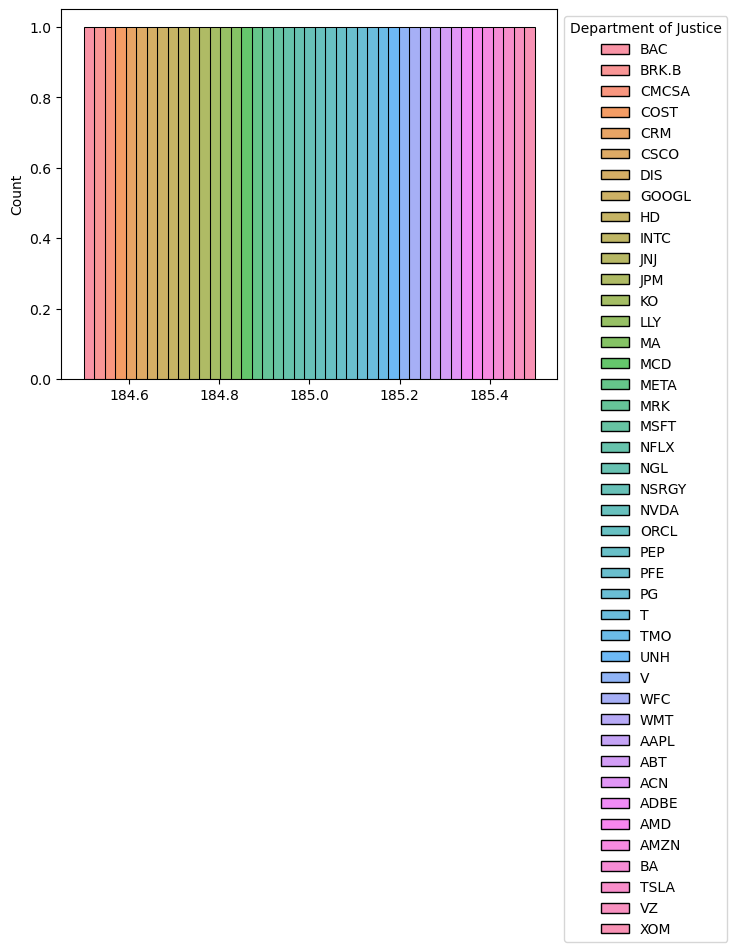 1.0
0.8
0.6
0.4
0.2
0.0
Count
184.6 184.8 185.0 185.2 185.4
Department of Justice
BAC
BRK.B
CMCSA
COST
CRM
CSCO
DIS
GOOGL
HD
INTC
JNJ
JPM
KO
LLY
MA
MCD
META
MRK
MSFT
NFLX
NGL
NSRGY
NVDA
ORCL
PEP
PFE
PG
T
TMO
UNH
V
WFC
WMT
AAPL
ABT
ACN
ADBE
AMD
AMZN
BA
TSLA
VZ
XOM